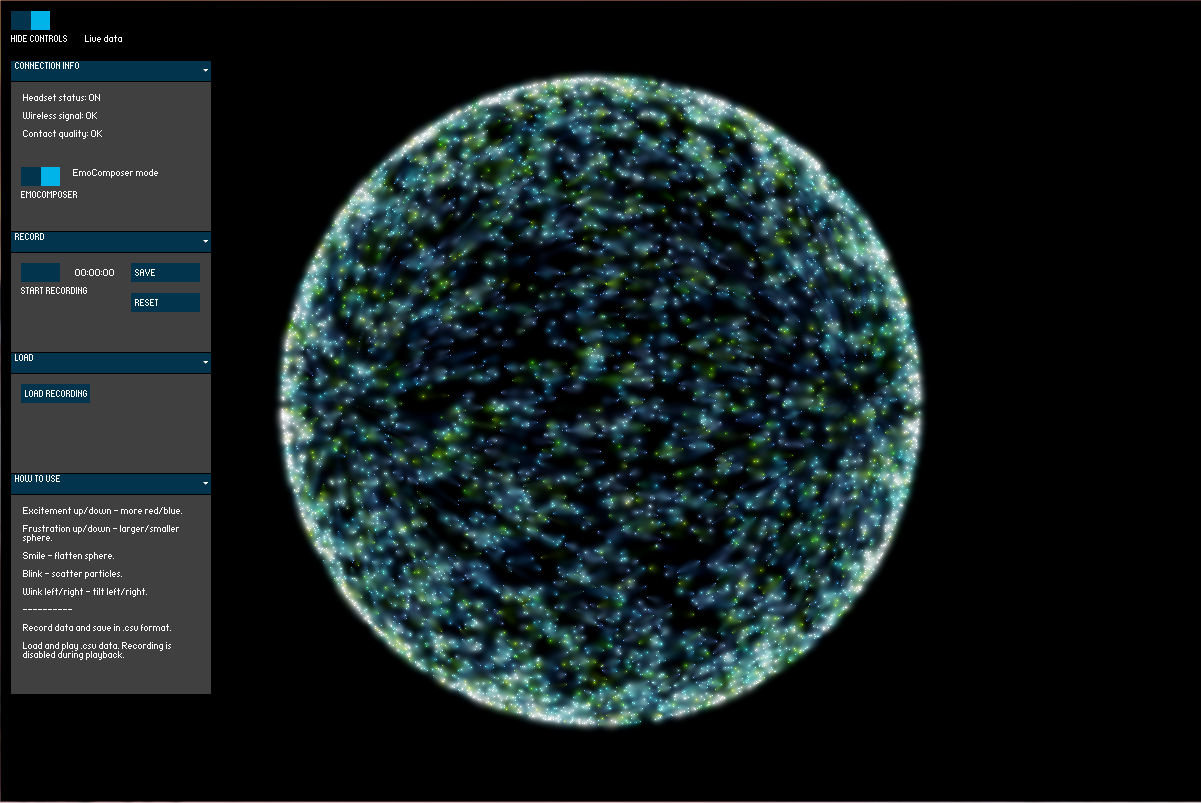 HIDE CONTROLS
Live data
CONNECTION INFO
Headset status: ON
Wireless signal: OK
Contact quality: OK
EmoComposer mode
EMOCOMPOSER
RECORD
00:00:00
SAVE
START RECORDING
RESET
LOAD
LOAD RECORDING
HOW TO USE
Excitement up/down - more red/blue.
Frustration up/down - larger/smaller
sphere.
Smile - flatten sphere.
Blink - scatter particles.
Wink left/right - tilt left/right.
----------
Record data and save in .csv format.
Load and play .csv data. Recording is
disabled during playback.